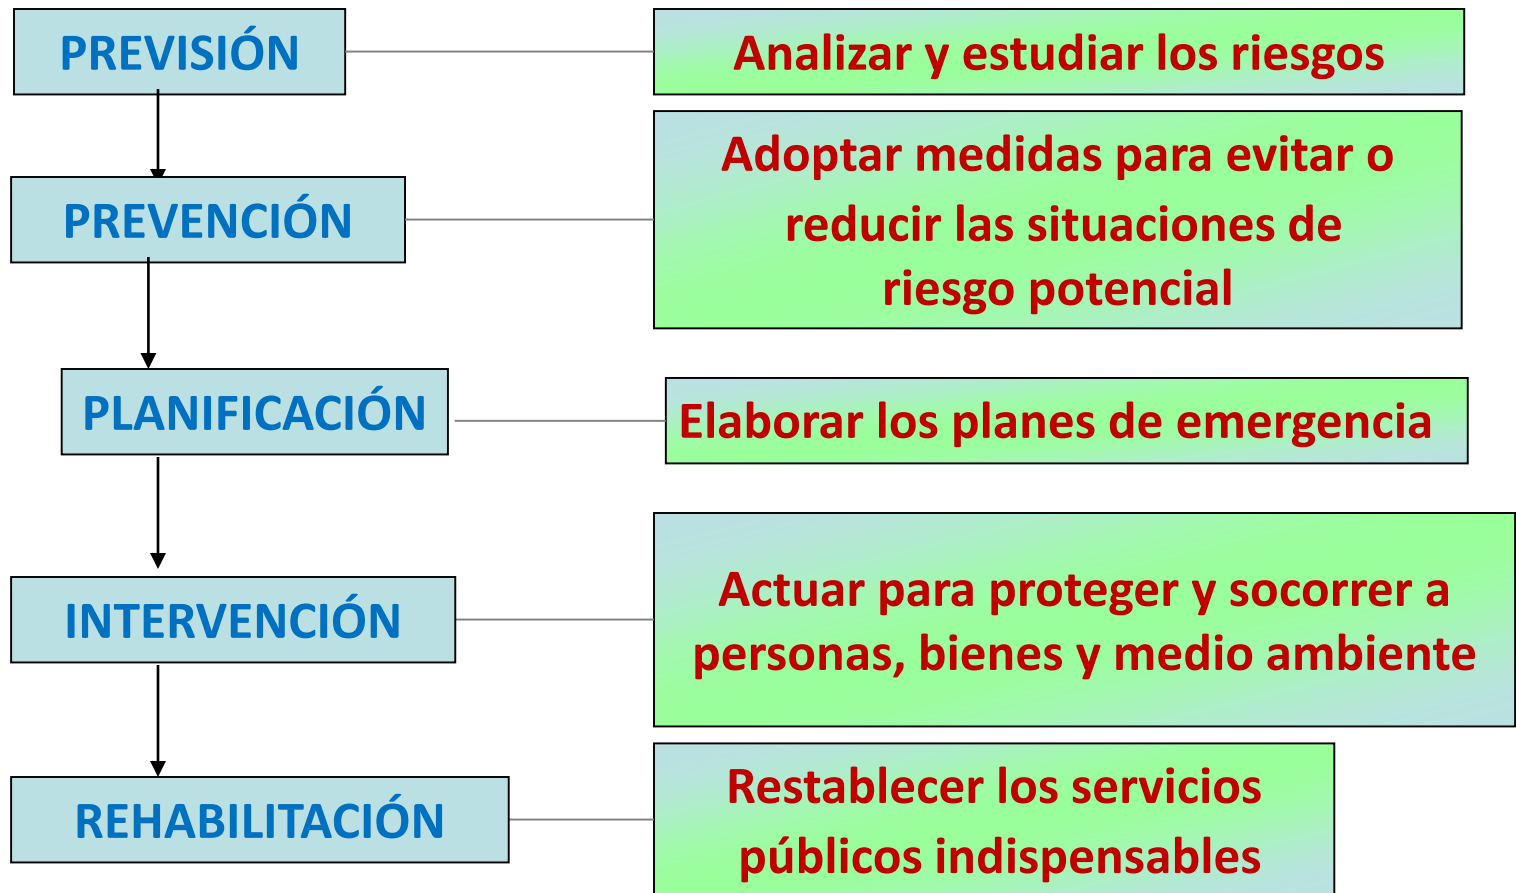 PREVISIÓN
Analizar y estudiar los riesgos
PREVENCIÓN
Adoptar medidas para evitar o
reducir las situaciones de
riesgo potencial
PLANIFICACIÓN
Elaborar los planes de emergencia
INTERVENCIÓN
Actuar para proteger y socorrer a
personas, bienes y medio ambiente
REHABILITACIÓN
Restablecer los servicios
públicos indispensables